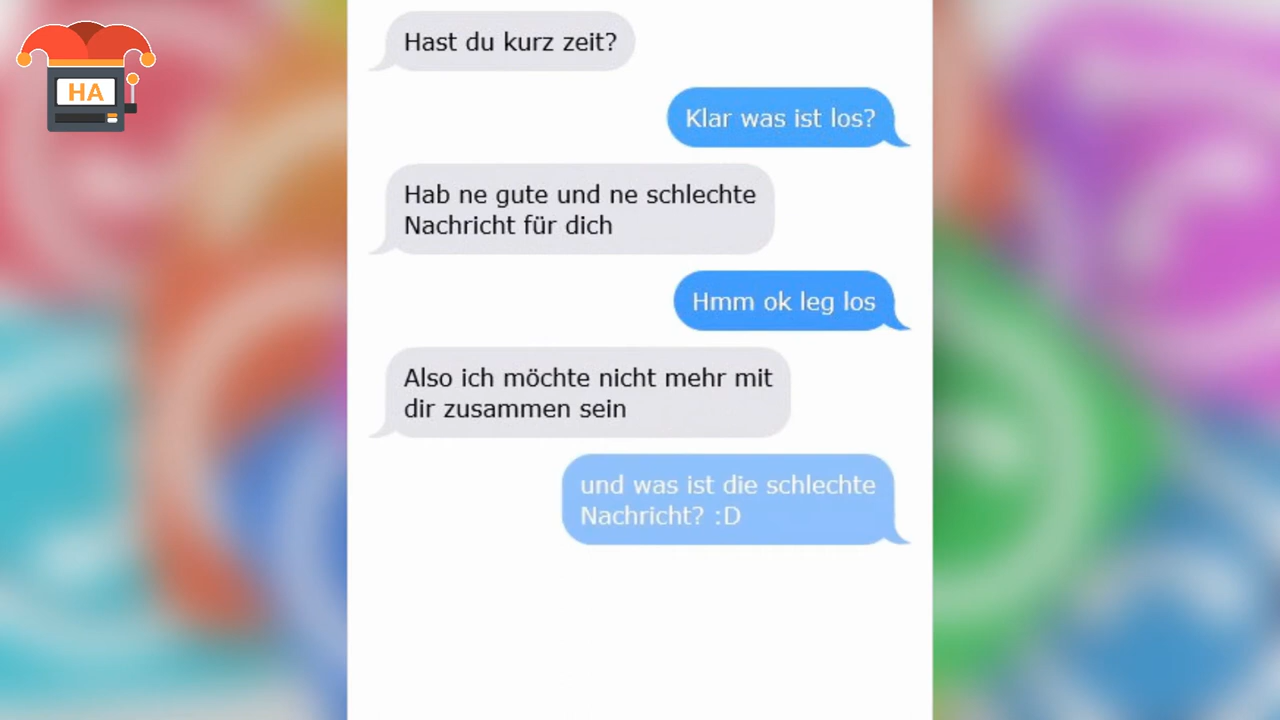 HA
Hast du kurz zeit?
Klar was ist los?
Hab ne gute und ne schlechte
Nachricht für dich
Hmm ok leg los
Also ich möchte nicht mehr mit
dir zusammen sein
und was ist die schlechte
Nachricht? :D